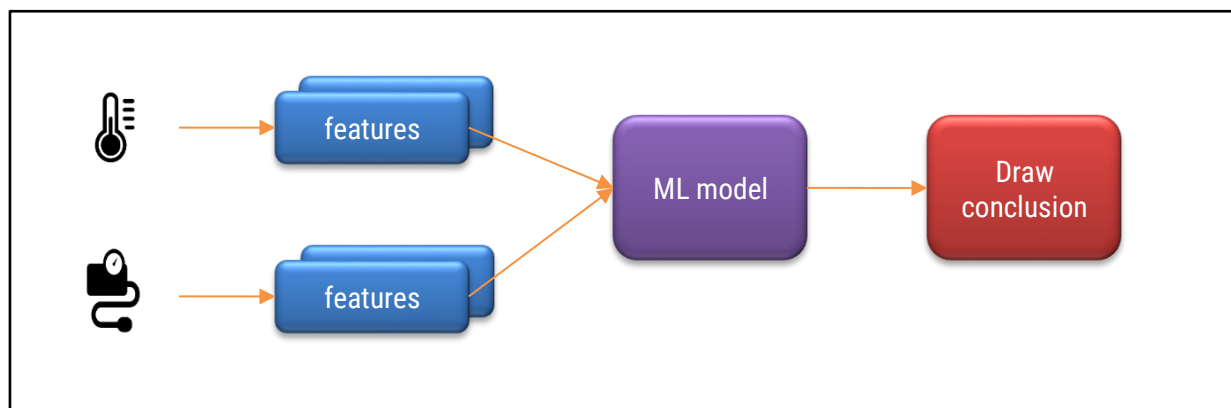 features
ML model
Draw
conclusion
features